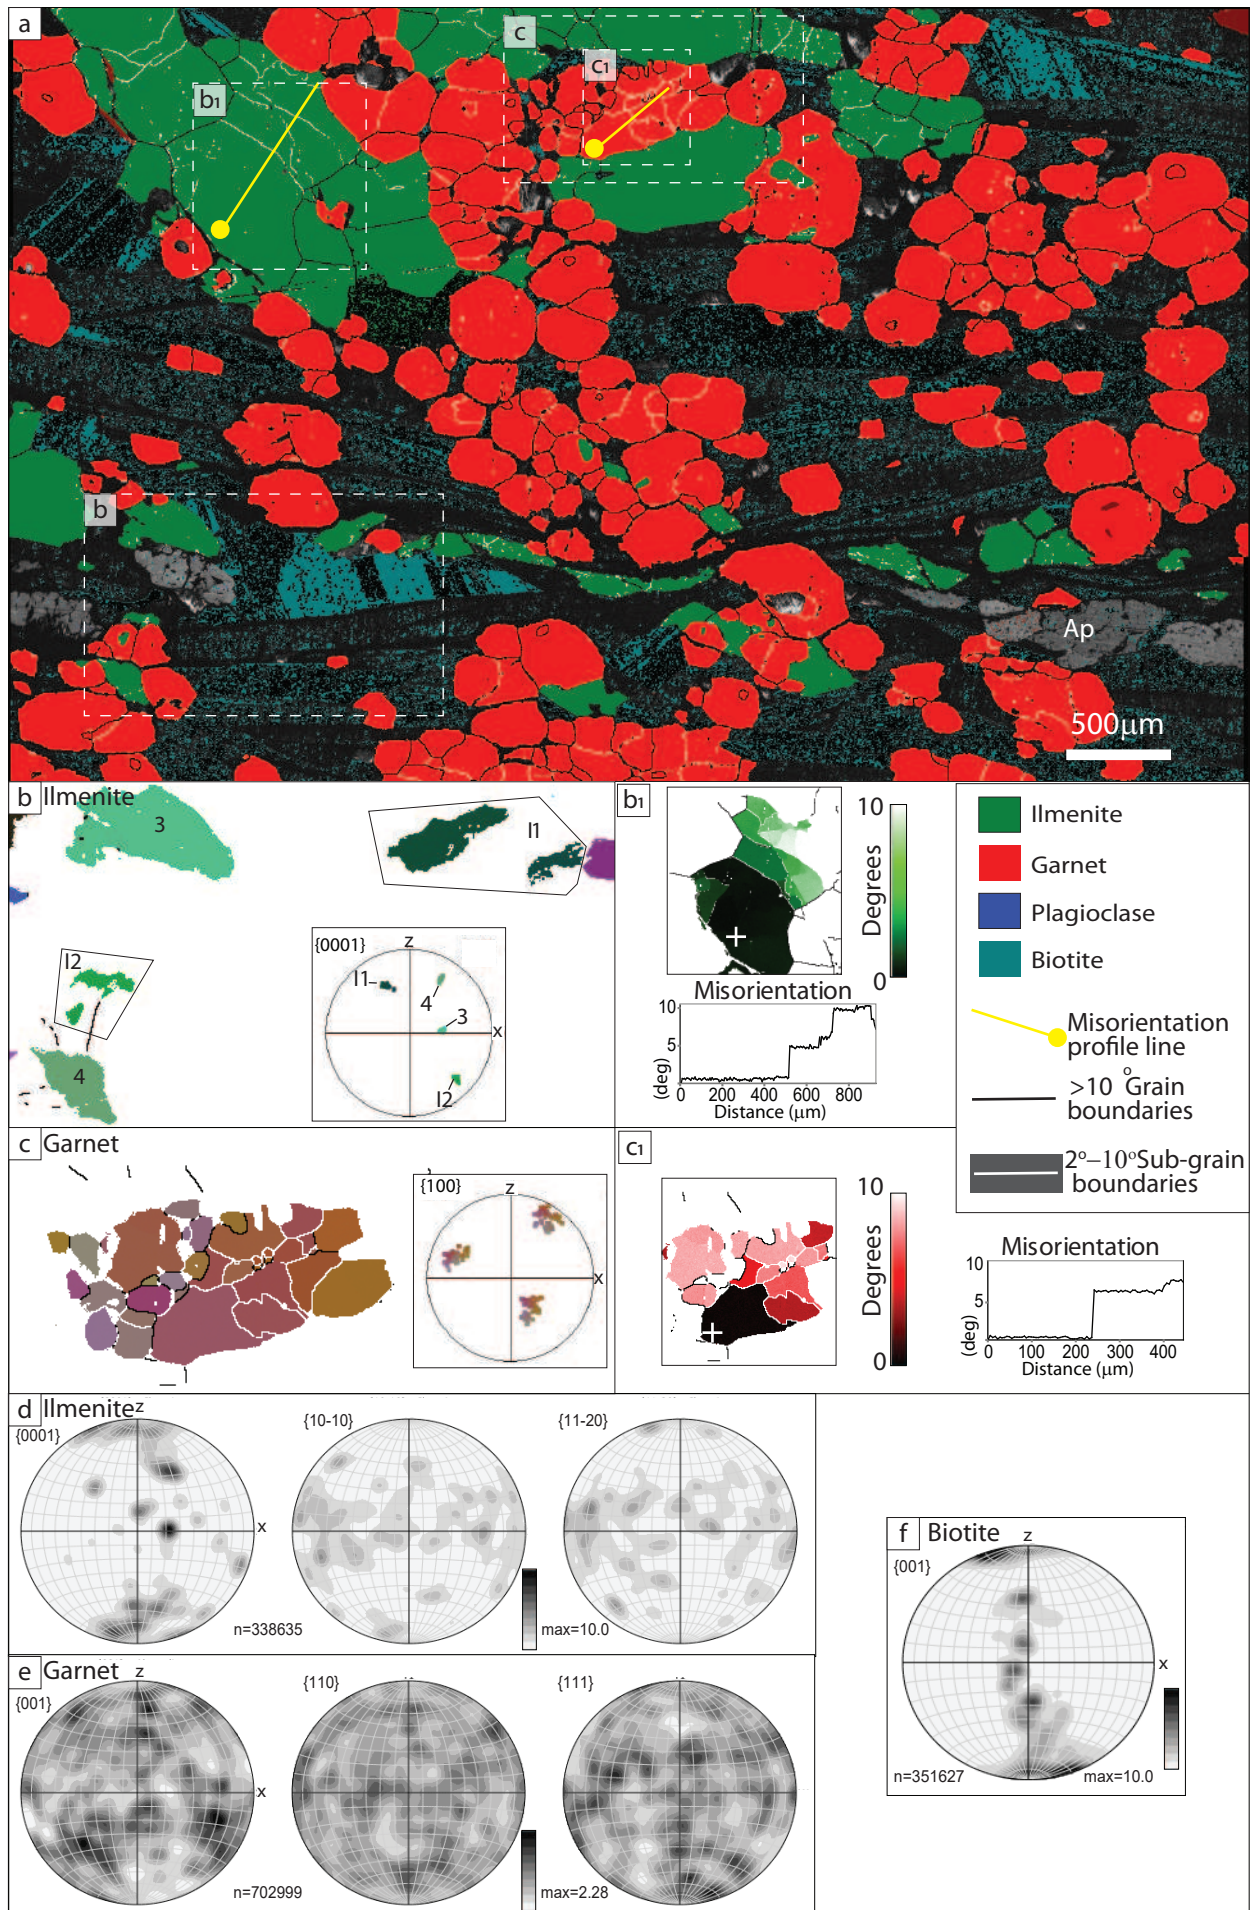 a
b1
c
c1
b
Ap
500μm
b Ilmenite
3
I1
I2
4
{0001}
z
x
I1
4
3
I2
b1
10
Degrees
0
Misorientation
10
5
(deg)
0 200 400 600 800
Distance (μm)
Ilmenite
Garnet
Plagioclase
Biotite
Misorientation
profile line
>10° Grain
boundaries
2°–10° Sub-grain
boundaries
c Garnet
{100}
z
x
c1
10
Degrees
0
Misorientation
10
5
(deg)
0 100 200 300 400
Distance (μm)
d Ilmenite
z
{0001}
{10-10}
{11-20}
x
n=338635
max=10.0
e Garnet
z
{001}
{110}
{111}
x
n=702999
max=2.28
f Biotite
z
{001}
x
n=351627
max=10.0